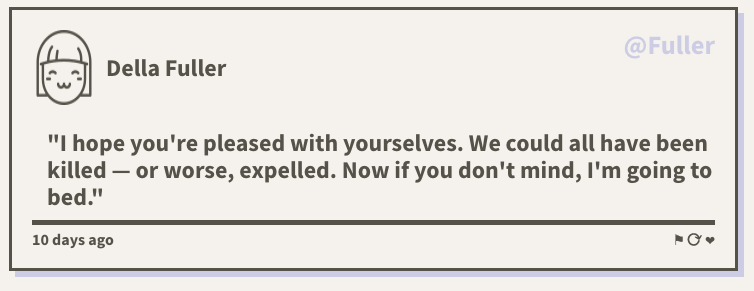 @Fuller
Della Fuller
"I hope you're pleased with yourselves. We could all have been
killed — or worse, expelled. Now if you don't mind, I'm going to
bed."
10 days ago